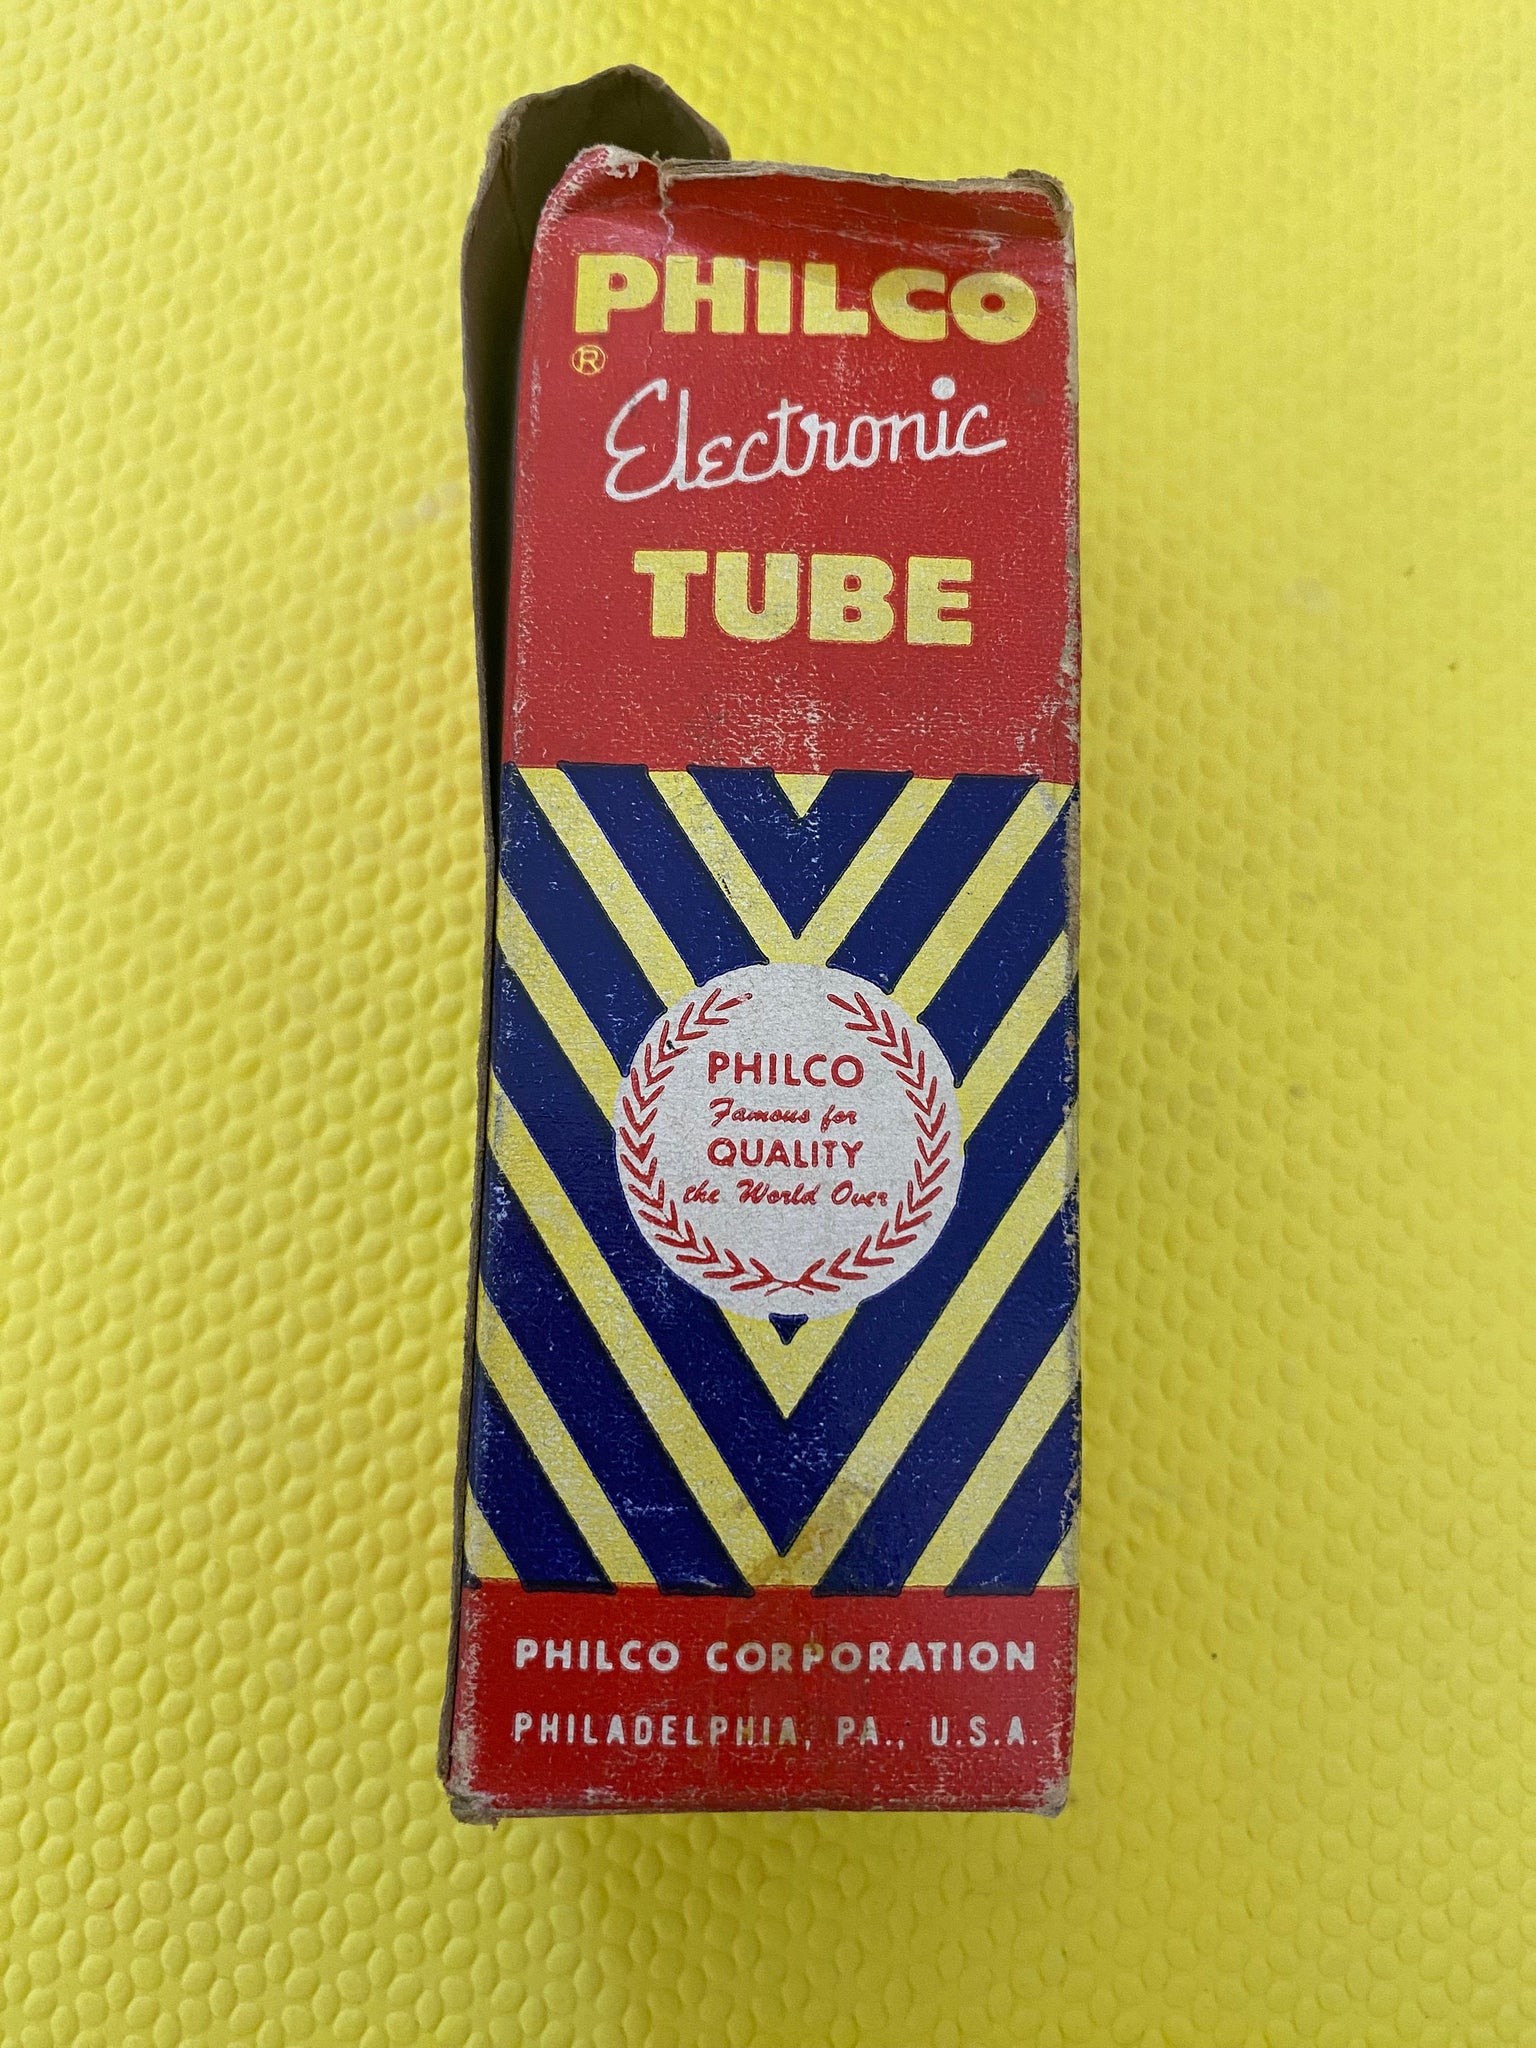 PHILCO
®
Electronic
TUBE
PHILCO
Famous for
QUALITY
the World Over
PHILCO CORPORATION
PHILADELPHIA, PA., U.S.A.